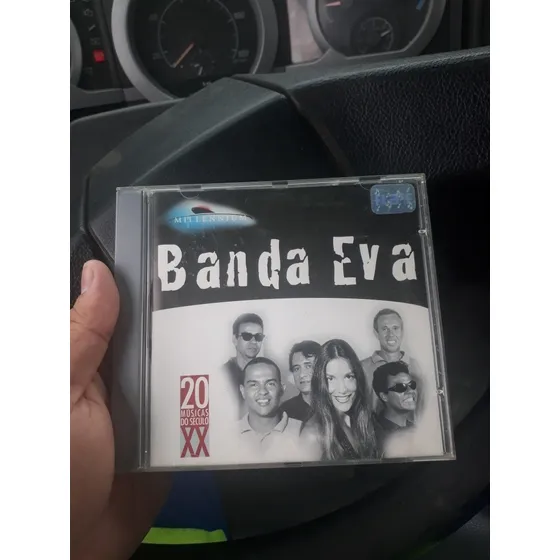 MILLENNIUM
Banda Eva
20
MÚSICAS
DO SÉCULO
XX